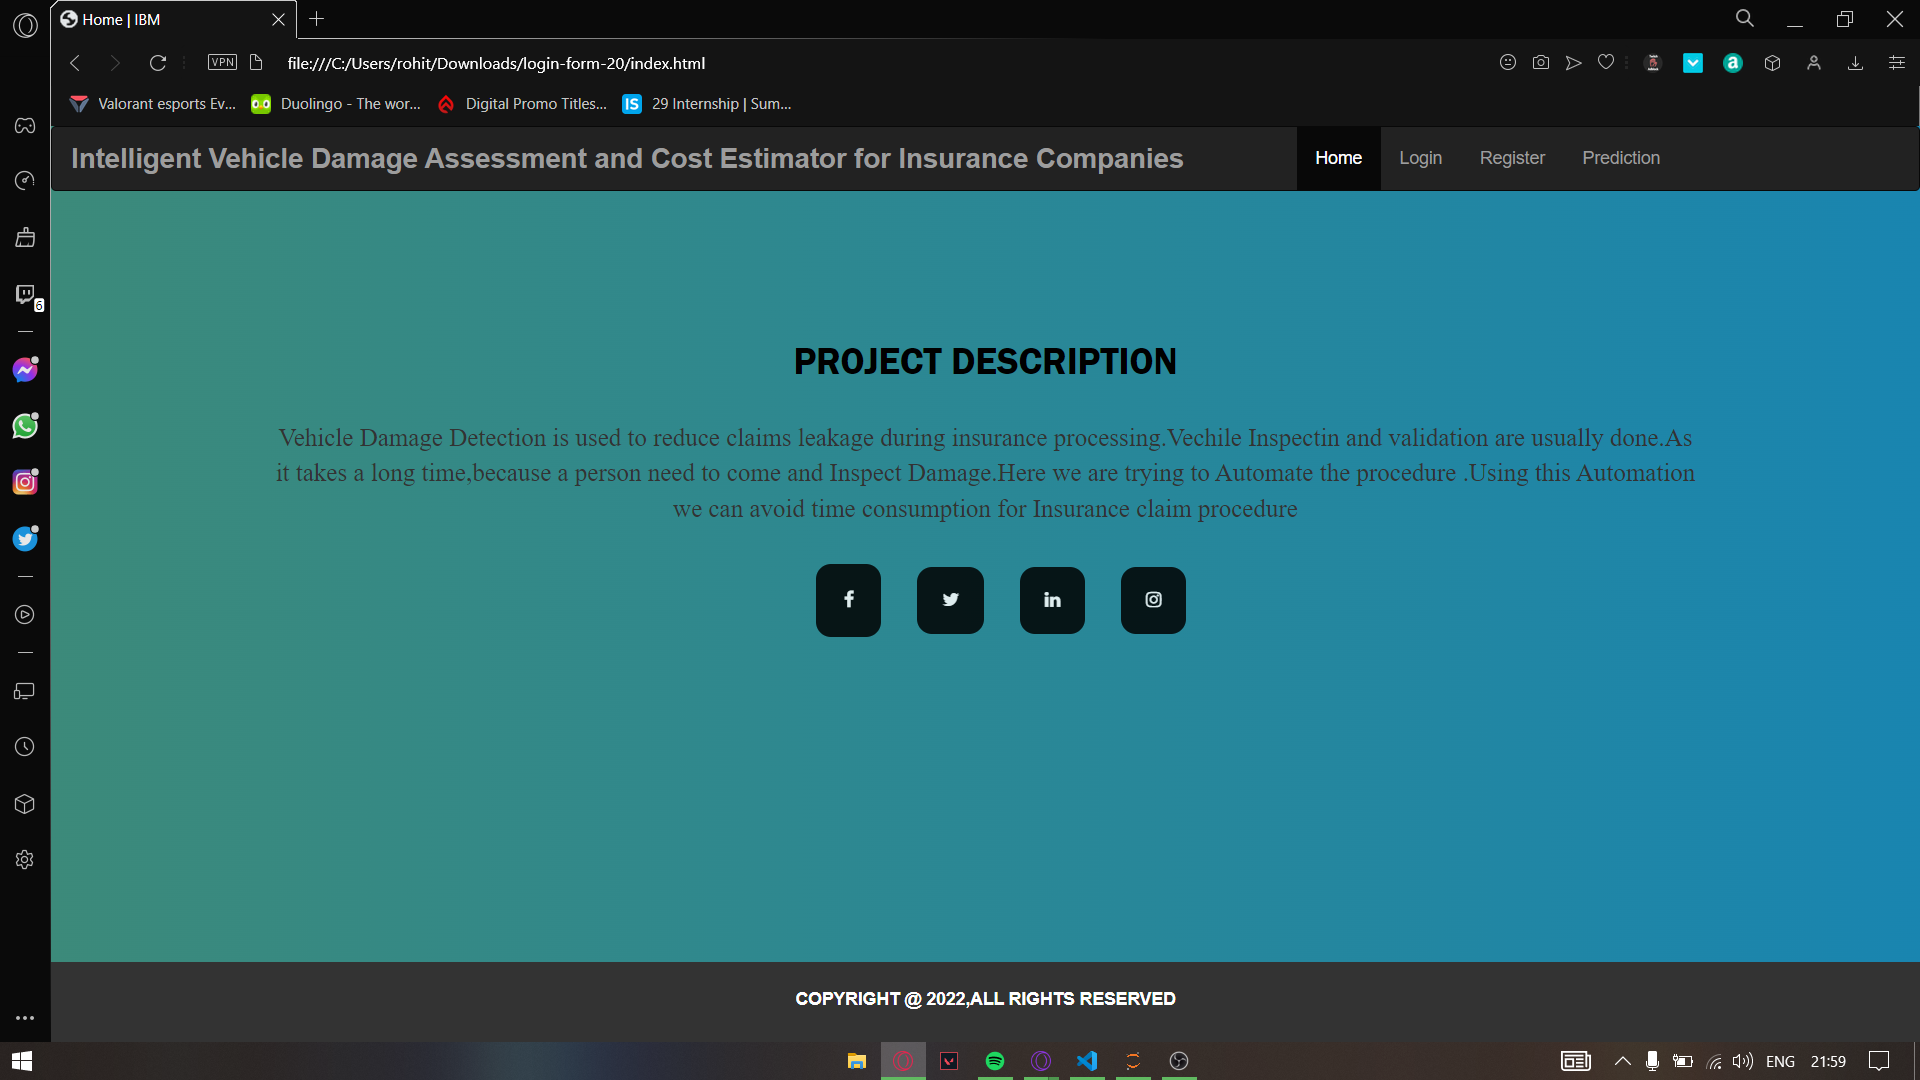 Home | IBM
VPN
file:///C:/Users/rohit/Downloads/login-form-20/index.html
Valorant esports Ev... Duolingo - The wor... Digital Promo Titles... IS 29 Internship | Sum...
Intelligent Vehicle Damage Assessment and Cost Estimator for Insurance Companies Home Login Register Prediction
6
PROJECT DESCRIPTION
Vehicle Damage Detection is used to reduce claims leakage during insurance processing.Vechile Inspectin and validation are usually done.As
it takes a long time,because a person need to come and Inspect Damage.Here we are trying to Automate the procedure .Using this Automation
we can avoid time consumption for Insurance claim procedure
COPYRIGHT @ 2022,ALL RIGHTS RESERVED
ENG 21:59